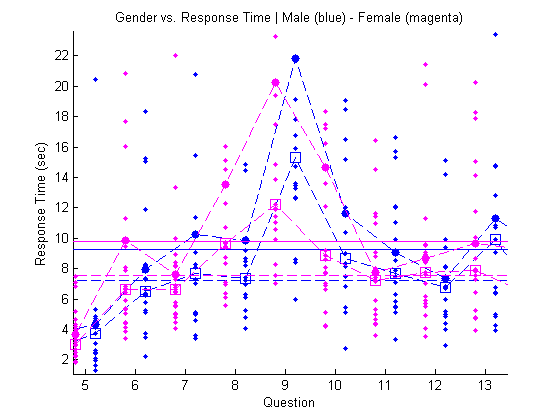 Gender vs. Response Time | Male (blue) - Female (magenta)
22
20
18
16
14
12
10
8
6
4
2
Response Time (sec)
5 6 7 8 9 10 11 12 13
Question